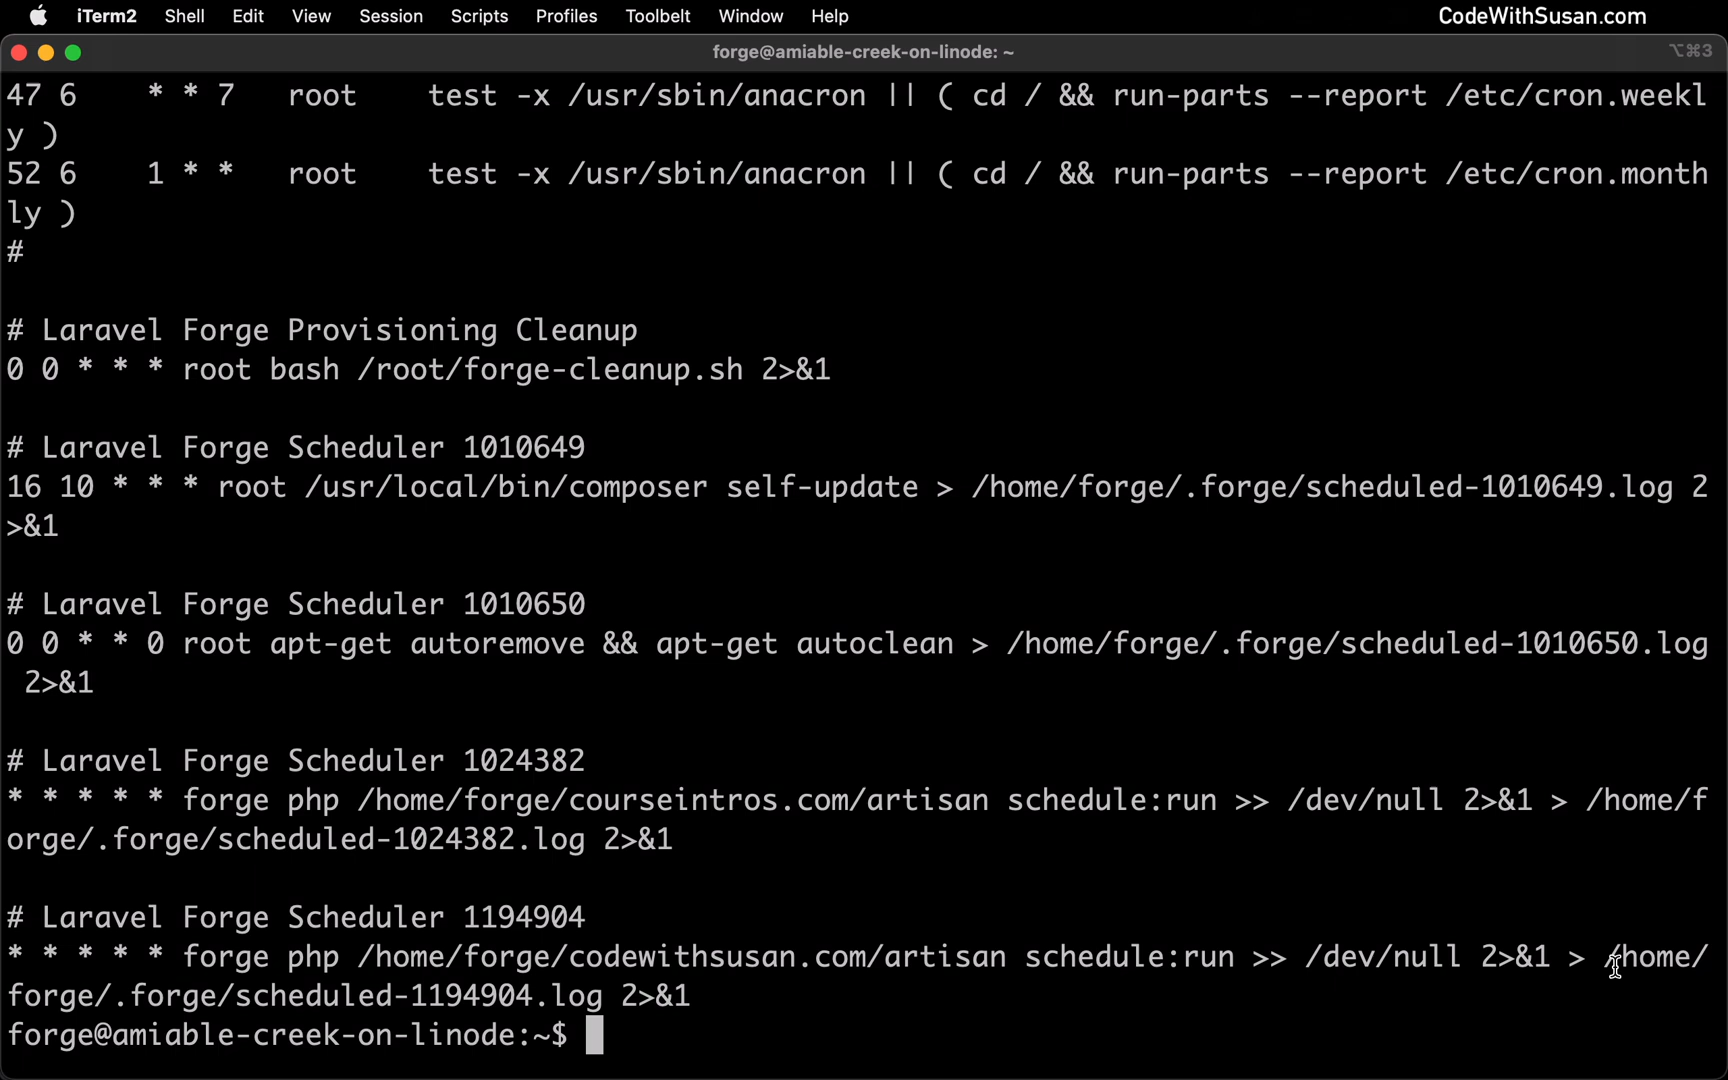 iTerm2 Shell Edit View Session Scripts Profiles Toolbelt Window Help CodeWithSusan.com
forge@amiable-creek-on-linode: ~ ⌥⌘3
47 6    * * 7   root    test -x /usr/sbin/anacron || ( cd / && run-parts --report /etc/cron.weekl
y )
52 6    1 * *   root    test -x /usr/sbin/anacron || ( cd / && run-parts --report /etc/cron.month
ly )
#
# Laravel Forge Provisioning Cleanup
0 0 * * * root bash /root/forge-cleanup.sh 2>&1
# Laravel Forge Scheduler 1010649
16 10 * * * root /usr/local/bin/composer self-update > /home/forge/.forge/scheduled-1010649.log 2
>&1
# Laravel Forge Scheduler 1010650
0 0 * * 0 root apt-get autoremove && apt-get autoclean > /home/forge/.forge/scheduled-1010650.log
 2>&1
# Laravel Forge Scheduler 1024382
* * * * * forge php /home/forge/courseintros.com/artisan schedule:run >> /dev/null 2>&1 > /home/f
orge/.forge/scheduled-1024382.log 2>&1
# Laravel Forge Scheduler 1194904
* * * * * forge php /home/forge/codewithsusan.com/artisan schedule:run >> /dev/null 2>&1 > /home/
forge/.forge/scheduled-1194904.log 2>&1
forge@amiable-creek-on-linode:~$